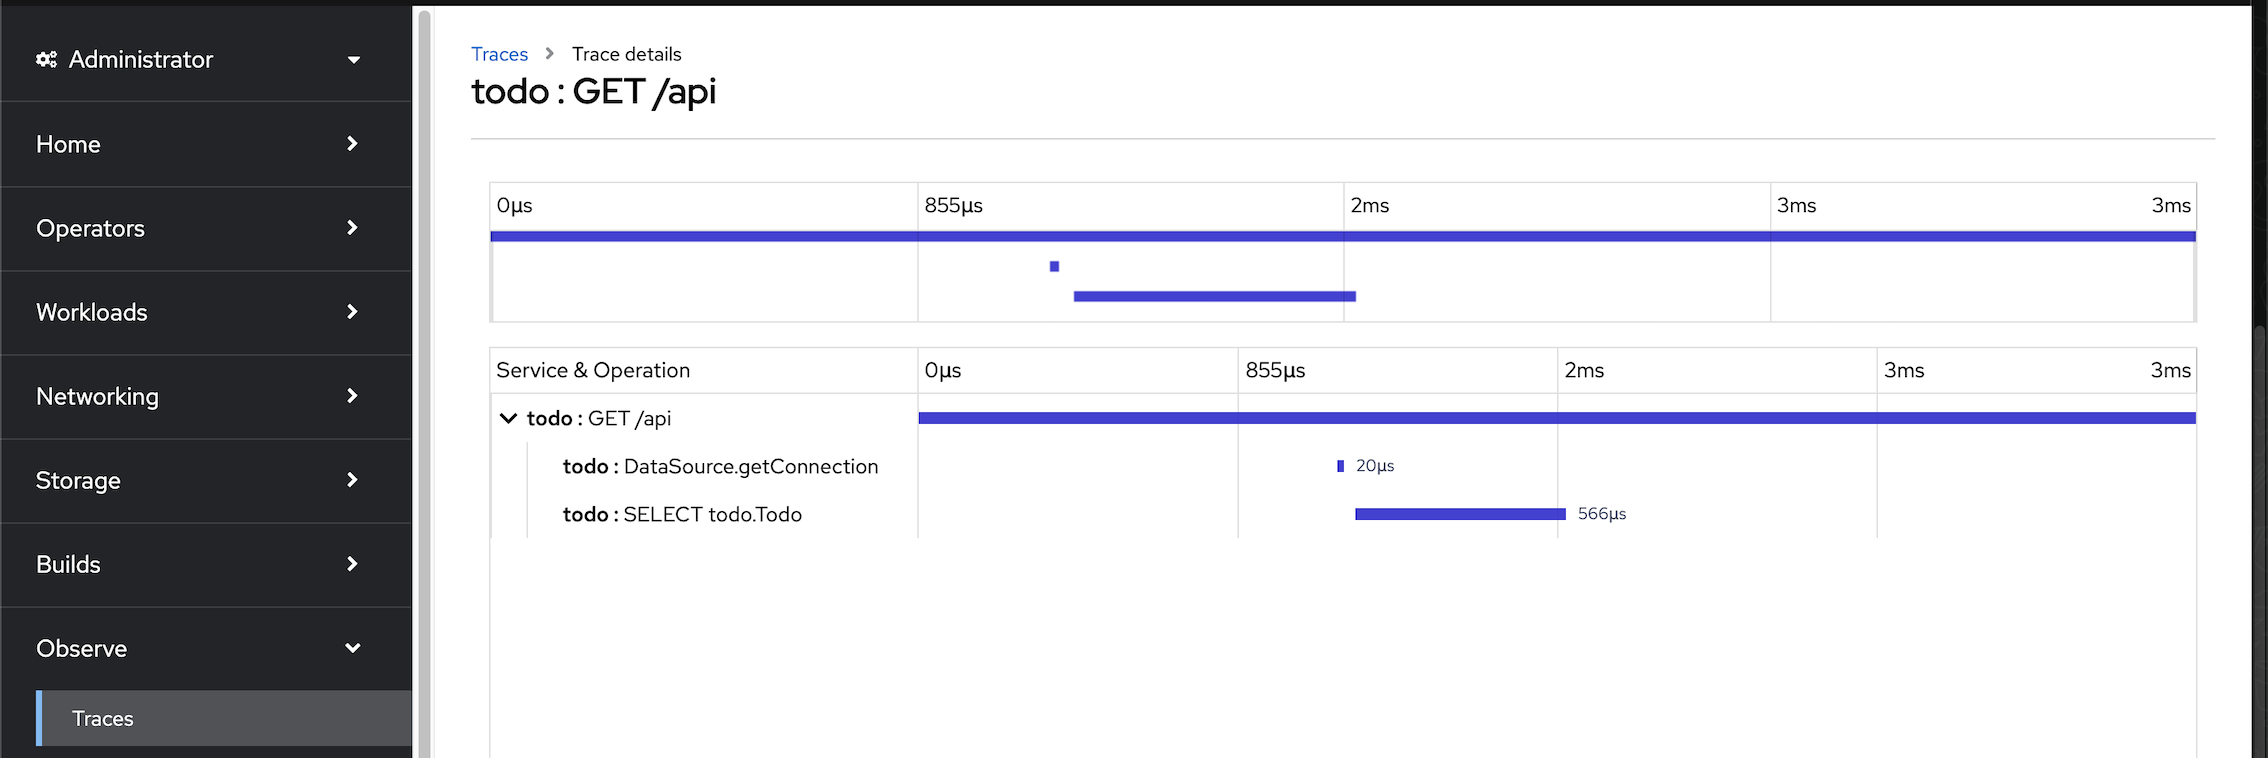 Administrator
Home
Operators
Workloads
Networking
Storage
Builds
Observe
Traces
Traces > Trace details
todo : GET /api
0µs 855µs 2ms 3ms 3ms
Service & Operation 0µs 855µs 2ms 3ms 3ms
todo : GET /api
todo : DataSource.getConnection 20µs
todo : SELECT todo.Todo 566µs